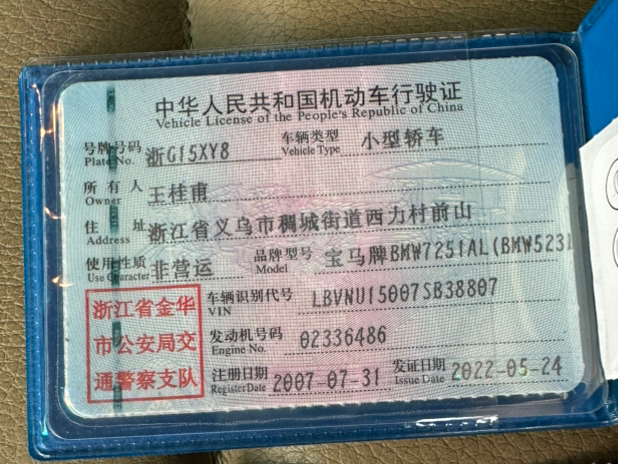 中华人民共和国机动车行驶证
Vehicle License of the People's Republic of China
号牌号码 浙G15XY8 车辆类型 小型轿车
Plate No. Vehicle Type
所有人 王桂甫
Owner
住址 浙江省义乌市稠城街道西力村前山
Address
使用性质 非营运 品牌型号 宝马牌BMW7251AL(BMW523i
Use Character Model
浙江省金华
市公安局交
通警察支队
车辆识别代号 LBVNU15007SB38807
VIN
发动机号码 02336486
Engine No.
注册日期 2007-07-31 发证日期 2022-05-24
Register Date Issue Date